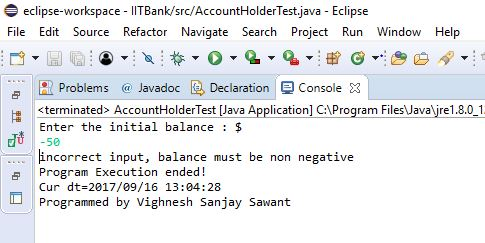 eclipse-workspace - IITBank/src/AccountHolderTest.java - Eclipse
File Edit Source Refactor Navigate Search Project Run Window Help
Problems @ Javadoc Declaration Console
<terminated> AccountHolderTest [Java Application] C:\Program Files\Java\jre1.8.0_1
Enter the initial balance : $
-50
incorrect input, balance must be non negative
Program Execution ended!
Cur dt=2017/09/16 13:04:28
Programmed by Vighnesh Sanjay Sawant